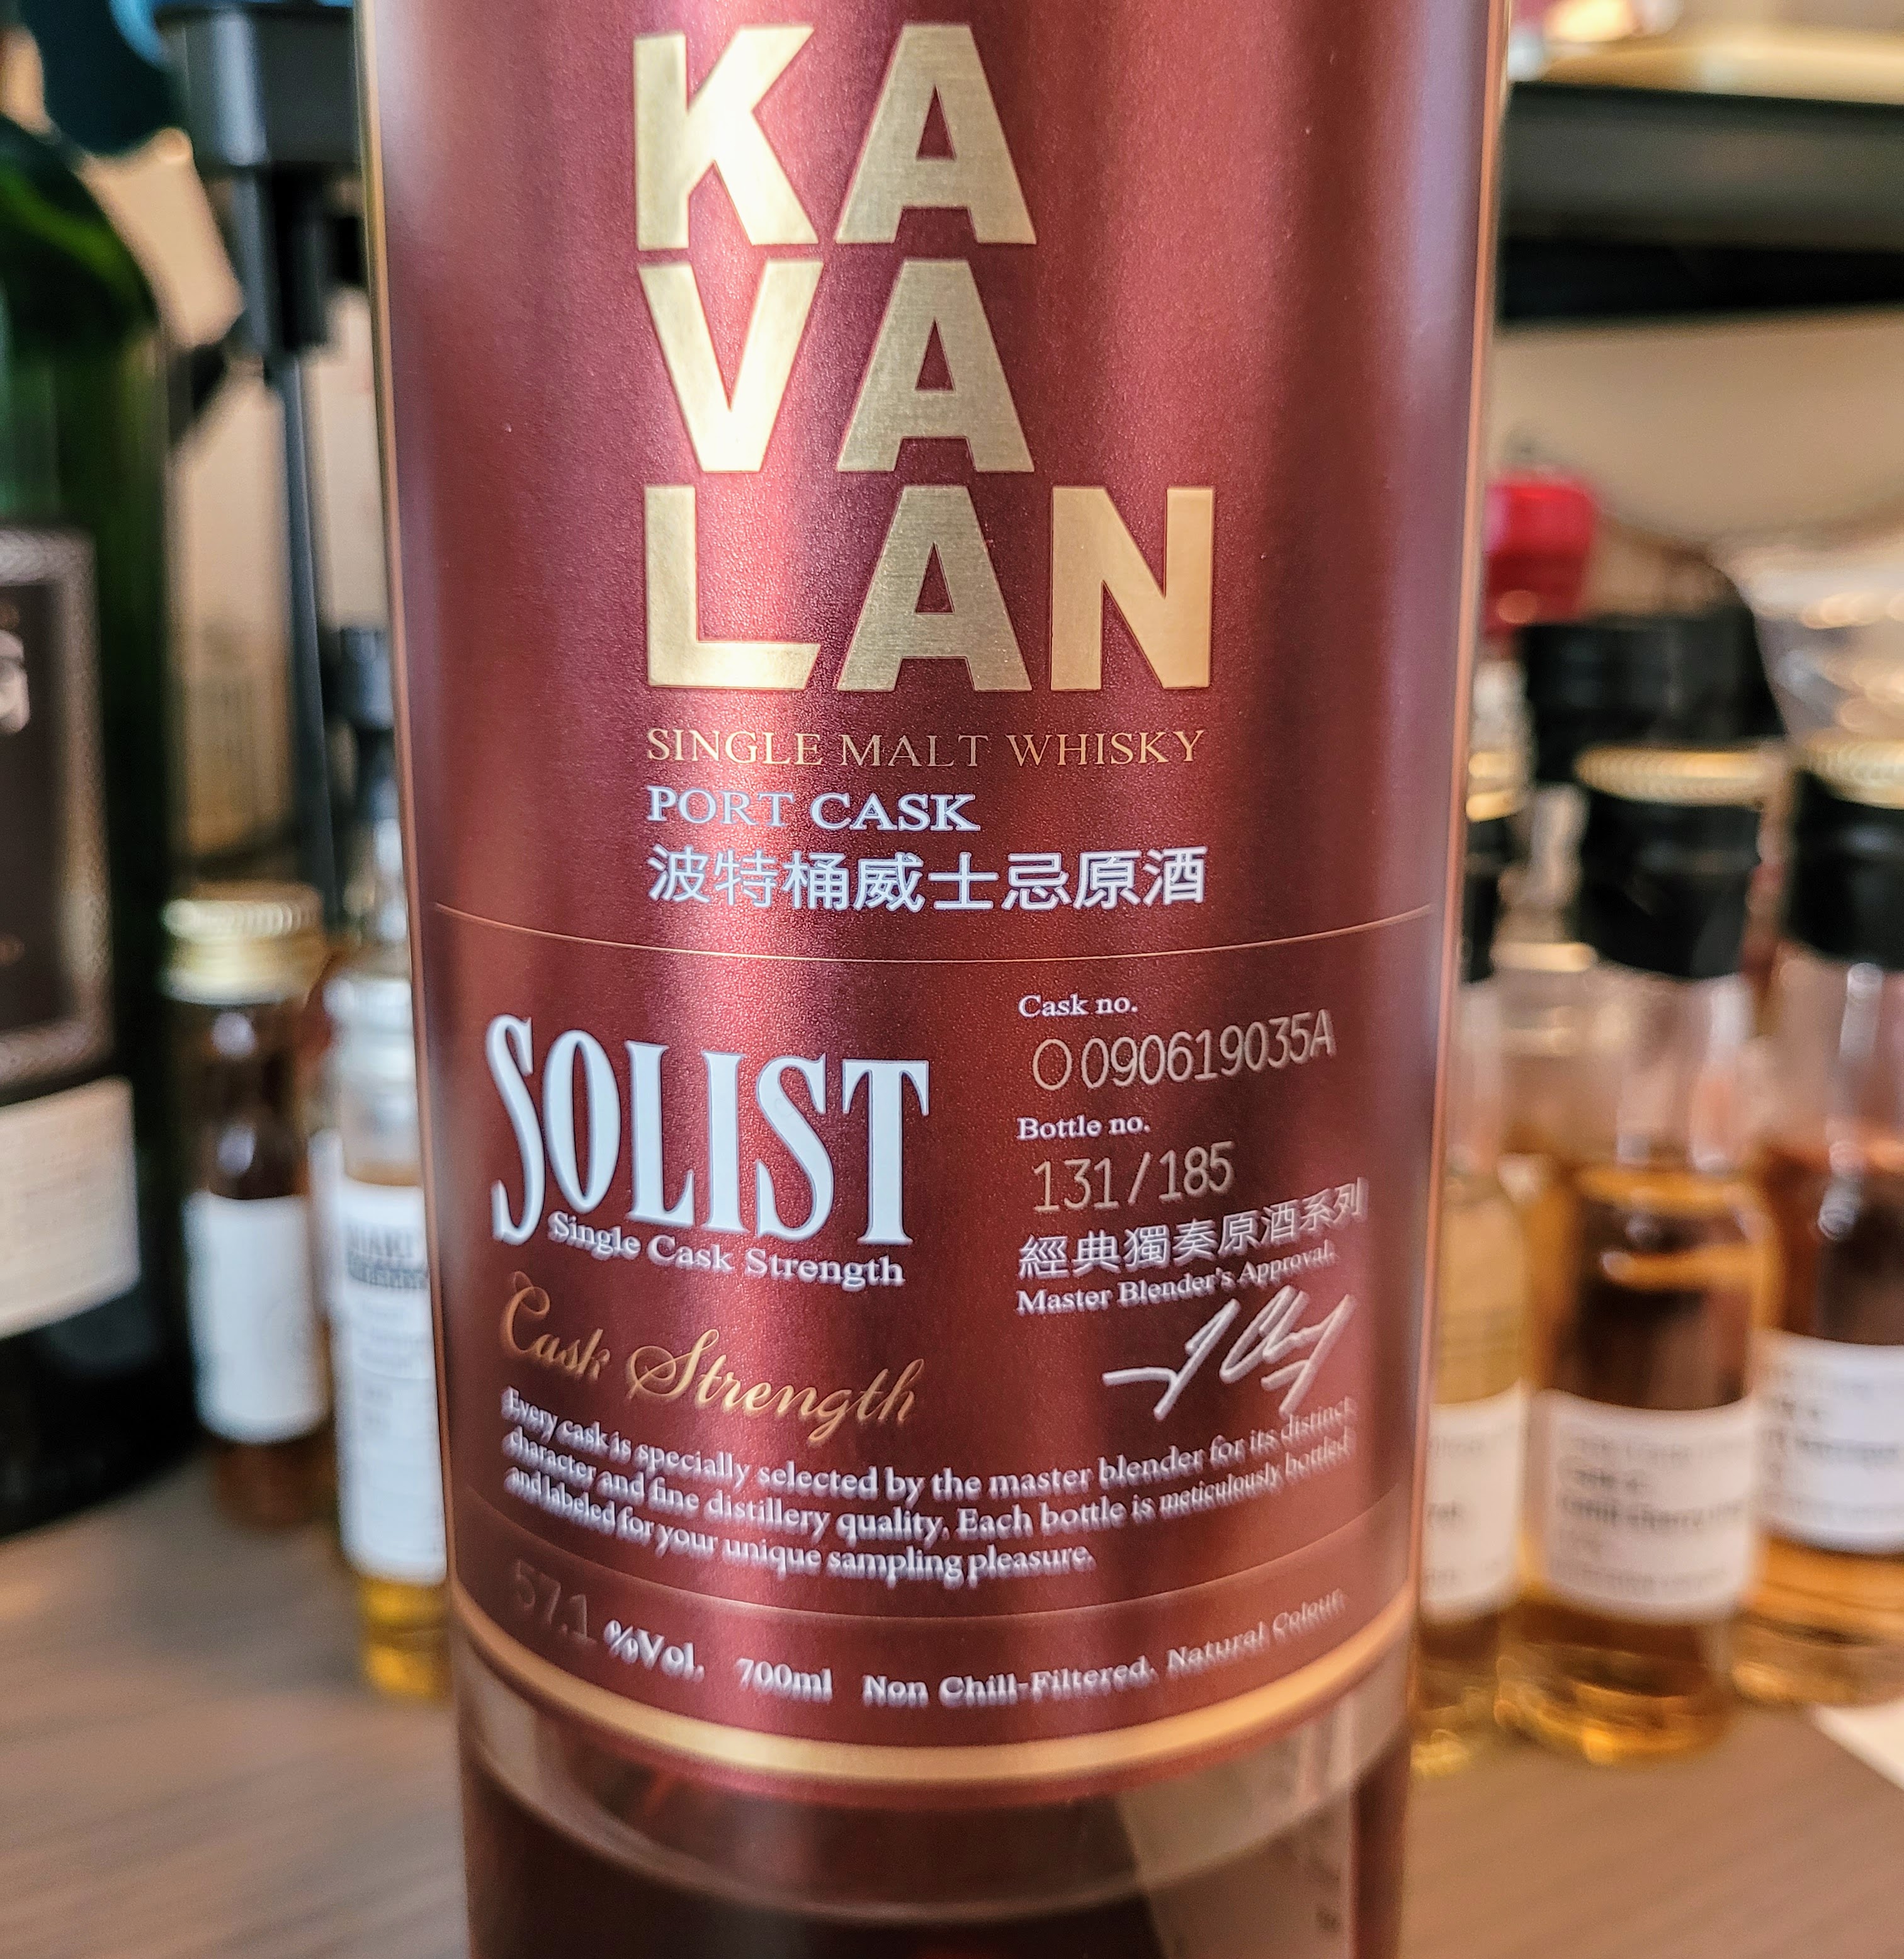 KA
VA
LAN
SINGLE MALT WHISKY
PORT CASK
波特桶威士忌原酒
SOLIST
Single Cask Strength
Cask Strength
Cask no.
O090619035A
Bottle no.
131/185
經典獨奏原酒系列
Master Blender's Approval.
Every cask is specially selected by the master blender for its distinct
character and fine distillery quality. Each bottle is meticulously bottled
and labeled for your unique sampling pleasure.
57.1 %Vol. 700ml Non Chill-Filtered. Natural Colour.